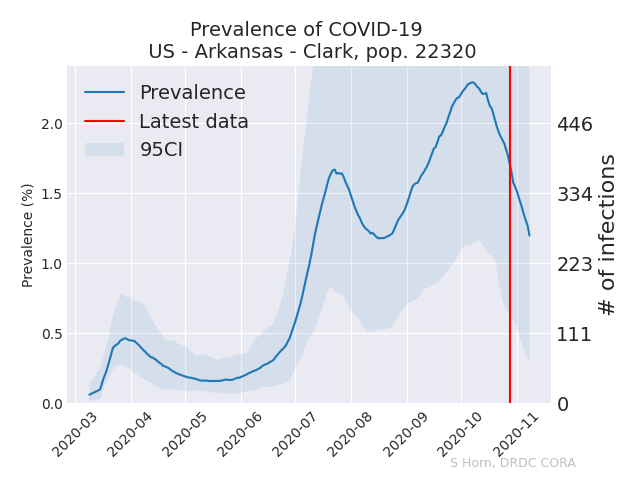 Prevalence of COVID-19
US - Arkansas - Clark, pop. 22320
Prevalence
Latest data
95CI
Prevalence (%)
2.0
1.5
1.0
0.5
0.0
446
334
223
111
0
# of infections
2020-03
2020-04
2020-05
2020-06
2020-07
2020-08
2020-09
2020-10
2020-11
S Horn, DRDC CORA